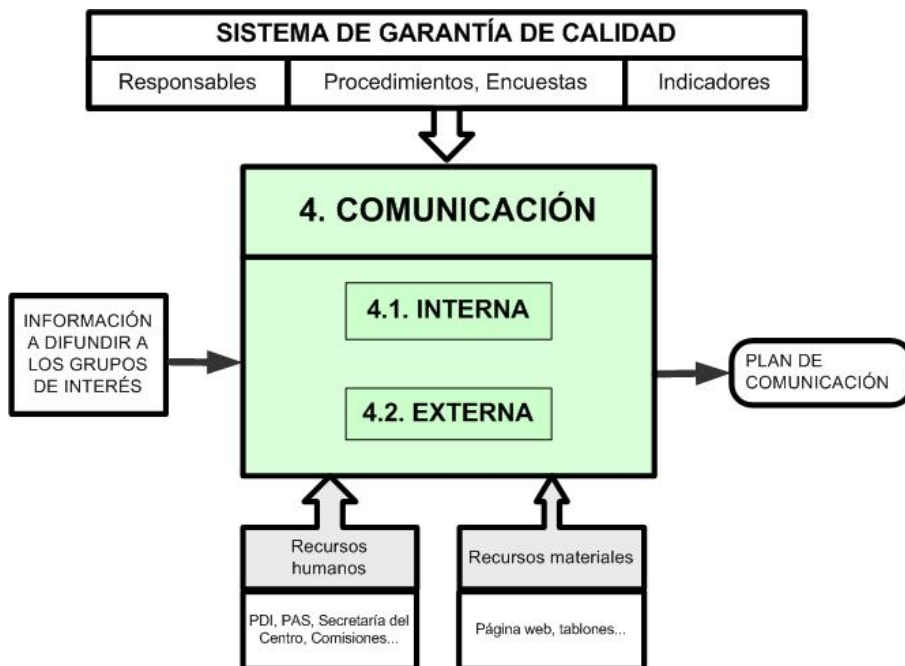 SISTEMA DE GARANTÍA DE CALIDAD
Responsables
Procedimientos, Encuestas
Indicadores
4. COMUNICACIÓN
INFORMACIÓN
A DIFUNDIR A
LOS GRUPOS
DE INTERÉS
4.1. INTERNA
4.2. EXTERNA
PLAN DE
COMUNICACIÓN
Recursos
humanos
PDI, PAS, Secretaría del
Centro, Comisiones...
Recursos materiales
Página web, tablones...